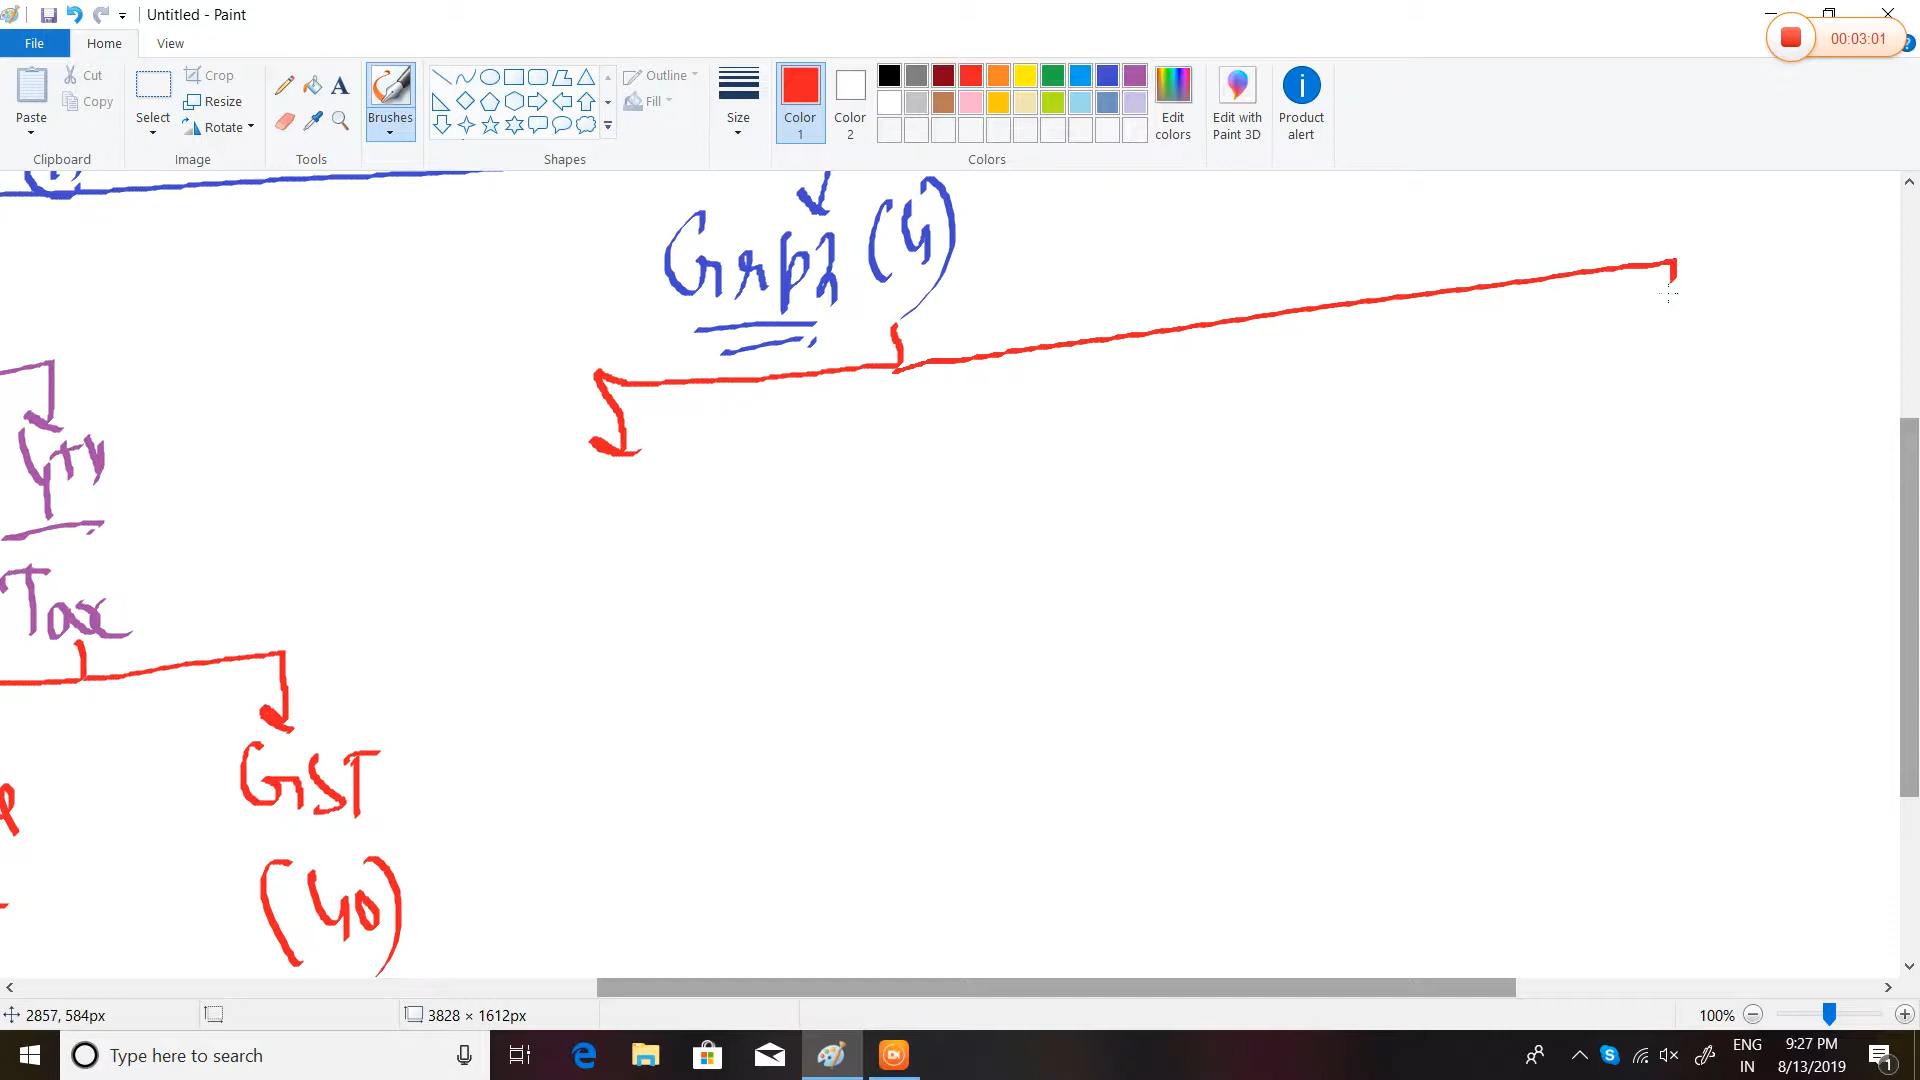 Untitled - Paint
00:03:01
File
Home
View
Paste
Cut
Copy
Clipboard
Select
Crop
Resize
Rotate
Image
A
Tools
Brushes
Outline
Fill
Shapes
Size
Color 1
Color 2
Edit colors
Colors
Edit with Paint 3D
Product alert
Grp2 (4)
Tax
GST
(40)
2857, 584px
3828 × 1612px
100%
Type here to search
ENG
IN
9:27 PM
8/13/2019
1